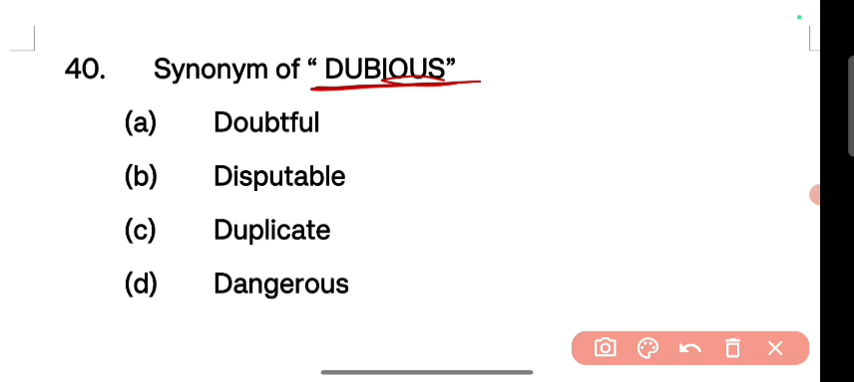 40. Synonym of “ DUBIOUS”
(a) Doubtful
(b) Disputable
(c) Duplicate
(d) Dangerous